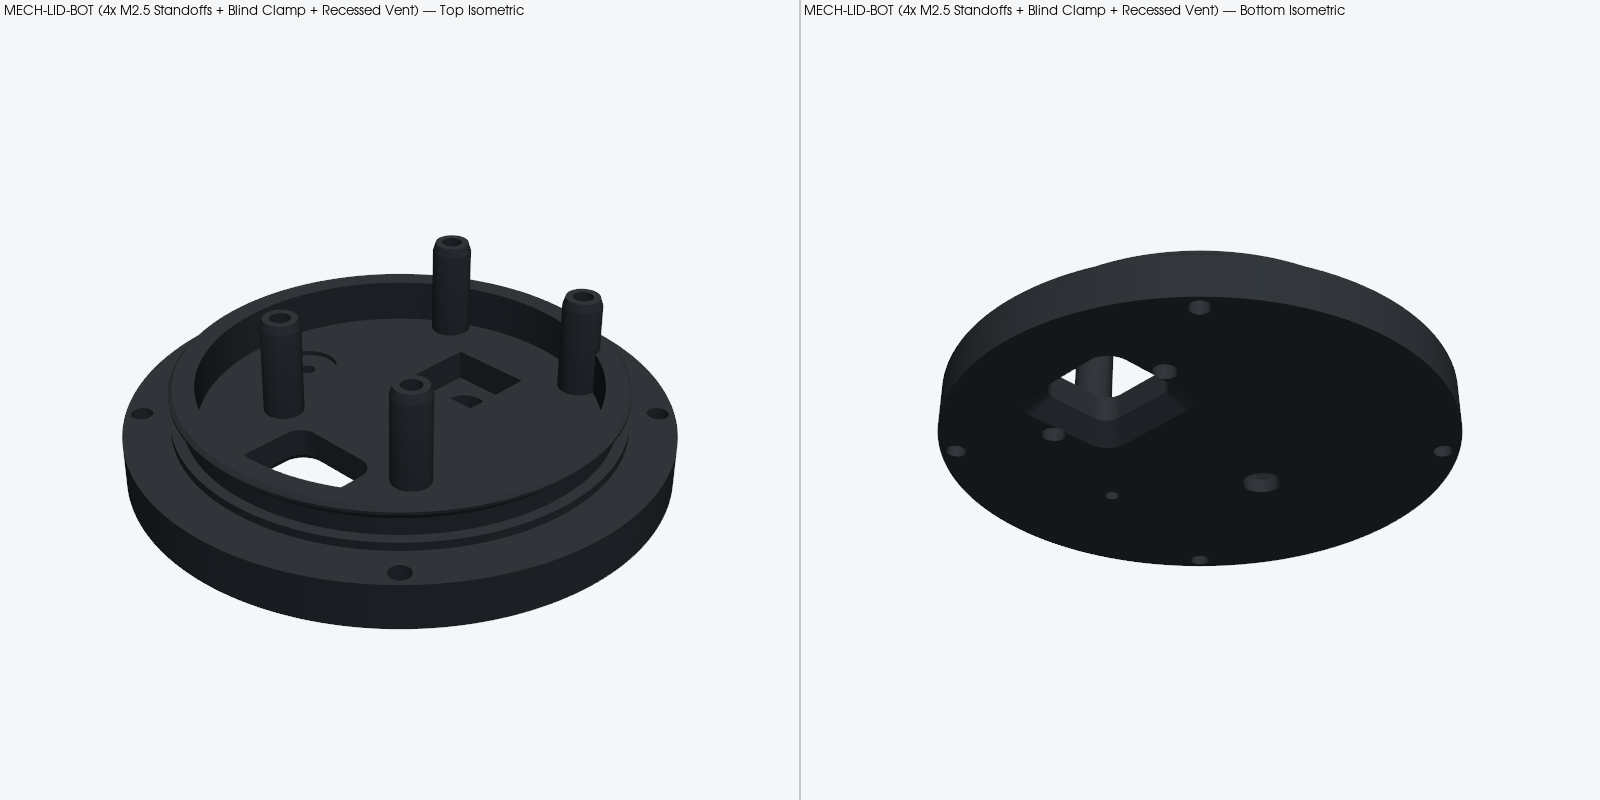 MECH-LID-BOT (4x M2.5 Standoffs + Blind Clamp + Recessed Vent) — Top Isometric
MECH-LID-BOT (4x M2.5 Standoffs + Blind Clamp + Recessed Vent) — Bottom Isometric